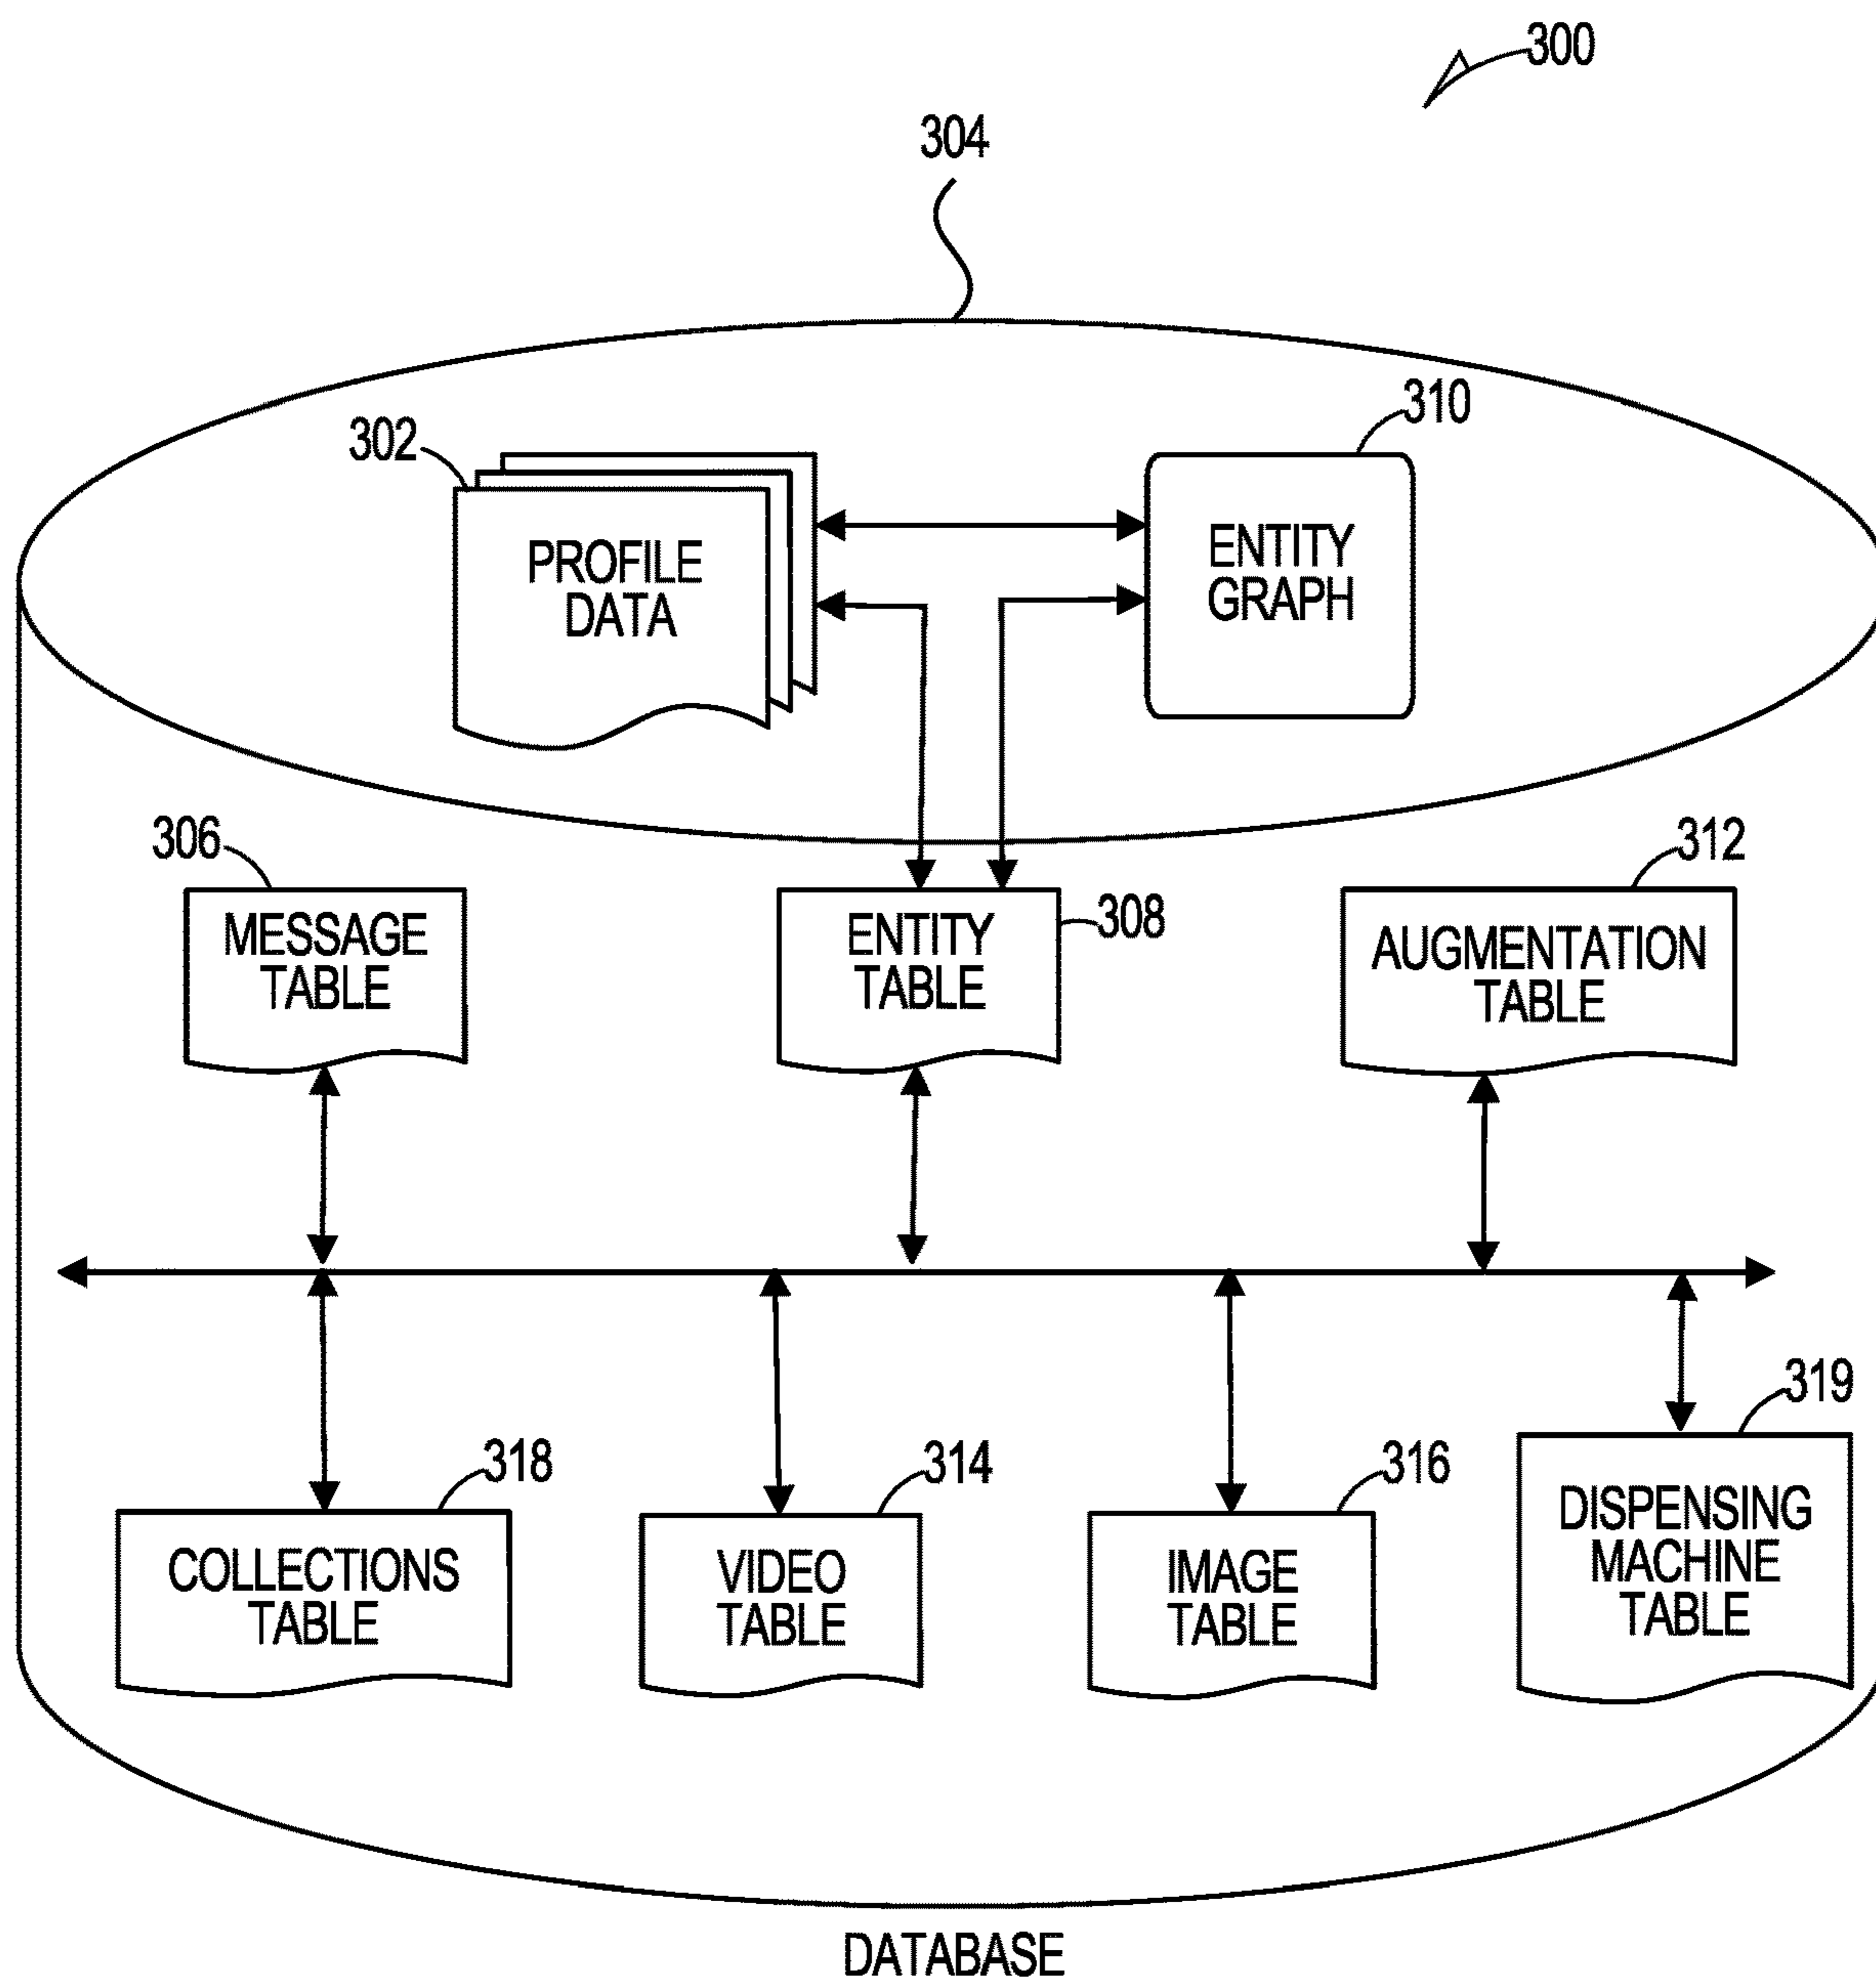 300
304
302
310
PROFILE
DATA
ENTITY
GRAPH
306
308
312
MESSAGE
TABLE
ENTITY
TABLE
AUGMENTATION
TABLE
318
314
316
319
COLLECTIONS
TABLE
VIDEO
TABLE
IMAGE
TABLE
DISPENSING
MACHINE
TABLE
DATABASE